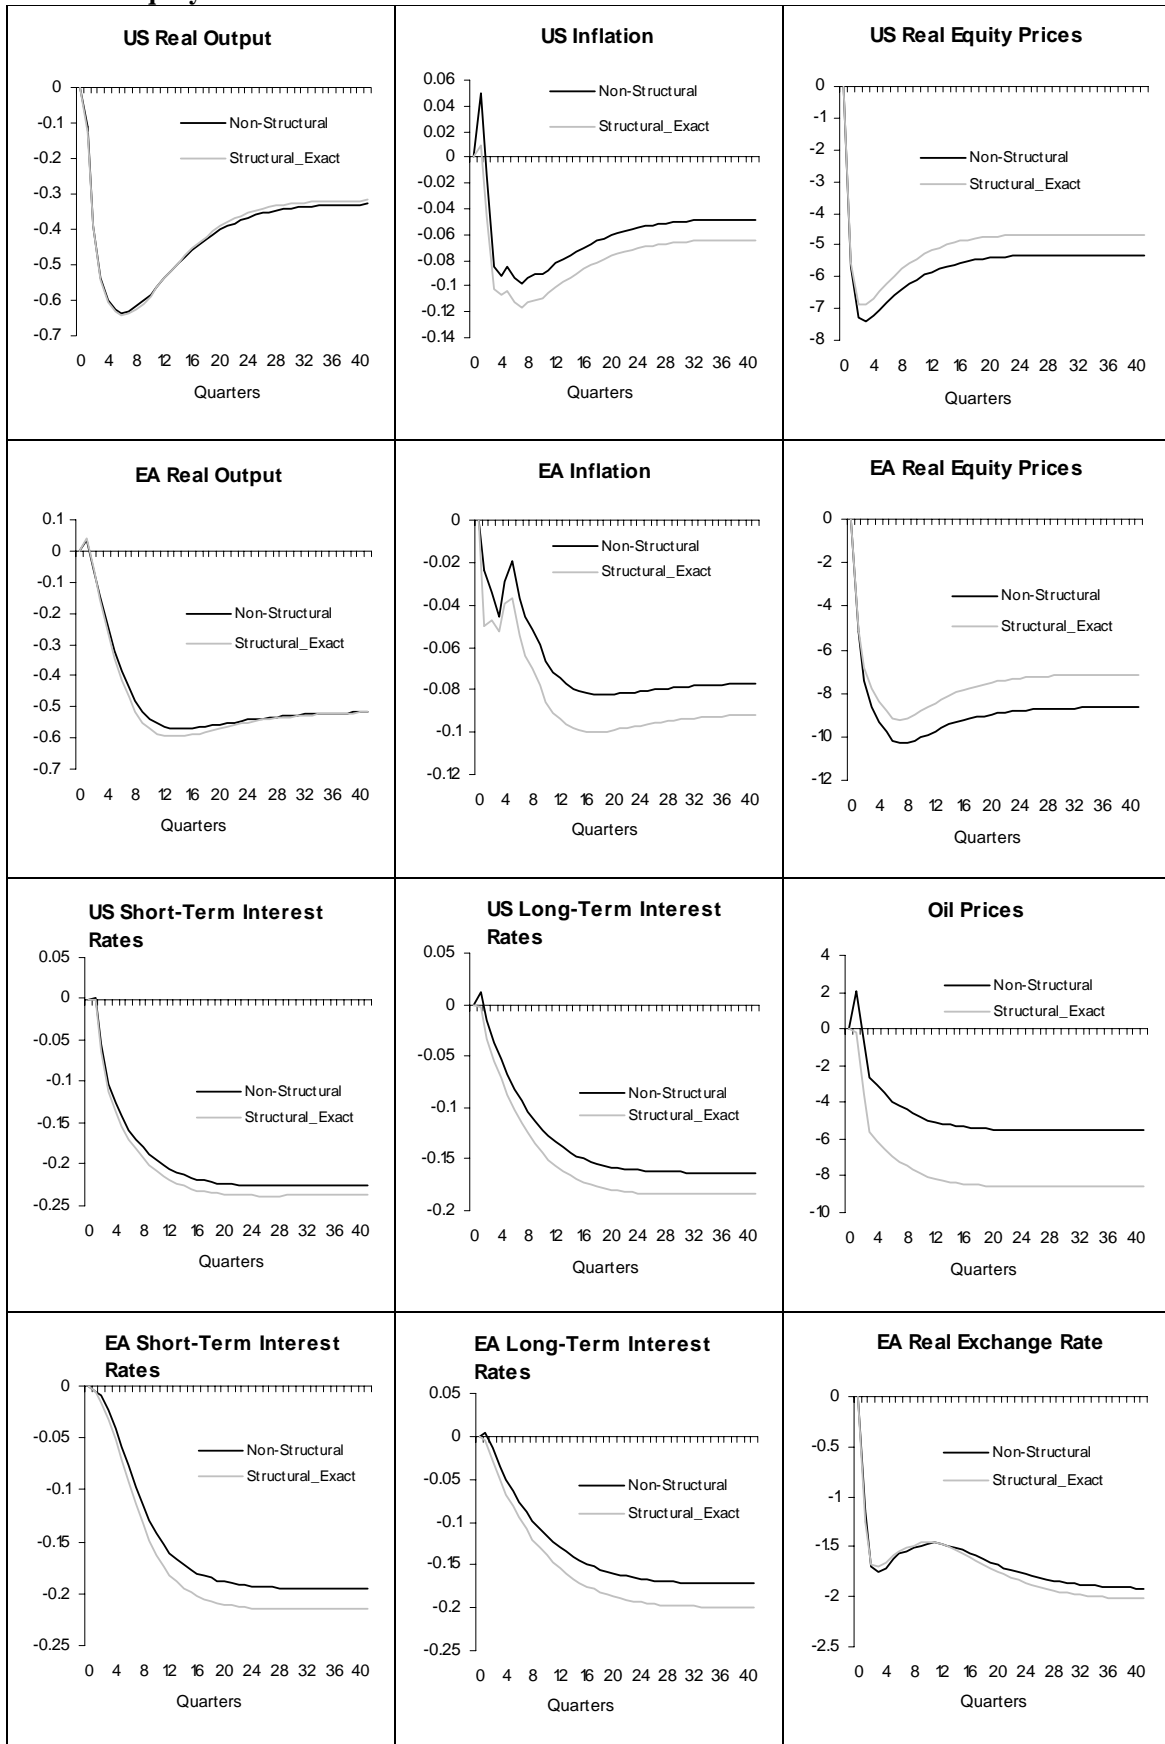 US Real Output
0
-0.1
-0.2
-0.3
-0.4
-0.5
-0.6
-0.7
Non-Structural
Structural_Exact
0 4 8 12 16 20 24 28 32 36 40
Quarters
US Inflation
0.06
0.04
0.02
0
-0.02
-0.04
-0.06
-0.08
-0.1
-0.12
-0.14
Non-Structural
Structural_Exact
0 4 8 12 16 20 24 28 32 36 40
Quarters
US Real Equity Prices
0
-1
-2
-3
-4
-5
-6
-7
-8
Non-Structural
Structural_Exact
0 4 8 12 16 20 24 28 32 36 40
Quarters
EA Real Output
0.1
0
-0.1
-0.2
-0.3
-0.4
-0.5
-0.6
-0.7
Non-Structural
Structural_Exact
0 4 8 12 16 20 24 28 32 36 40
Quarters
EA Inflation
0
-0.02
-0.04
-0.06
-0.08
-0.1
-0.12
Non-Structural
Structural_Exact
0 4 8 12 16 20 24 28 32 36 40
Quarters
EA Real Equity Prices
0
-2
-4
-6
-8
-10
-12
Non-Structural
Structural_Exact
0 4 8 12 16 20 24 28 32 36 40
Quarters
US Short-Term Interest
Rates
0.05
0
-0.05
-0.1
-0.15
-0.2
-0.25
Non-Structural
Structural_Exact
0 4 8 12 16 20 24 28 32 36 40
Quarters
US Long-Term Interest
Rates
0.05
0
-0.05
-0.1
-0.15
-0.2
Non-Structural
Structural_Exact
0 4 8 12 16 20 24 28 32 36 40
Quarters
Oil Prices
4
2
0
-2
-4
-6
-8
-10
Non-Structural
Structural_Exact
0 4 8 12 16 20 24 28 32 36 40
Quarters
EA Short-Term Interest
Rates
0
-0.05
-0.1
-0.15
-0.2
-0.25
Non-Structural
Structural_Exact
0 4 8 12 16 20 24 28 32 36 40
Quarters
EA Long-Term Interest
Rates
0.05
0
-0.05
-0.1
-0.15
-0.2
-0.25
Non-Structural
Structural_Exact
0 4 8 12 16 20 24 28 32 36 40
Quarters
EA Real Exchange Rate
0
-0.5
-1
-1.5
-2
-2.5
Non-Structural
Structural_Exact
0 4 8 12 16 20 24 28 32 36 40
Quarters